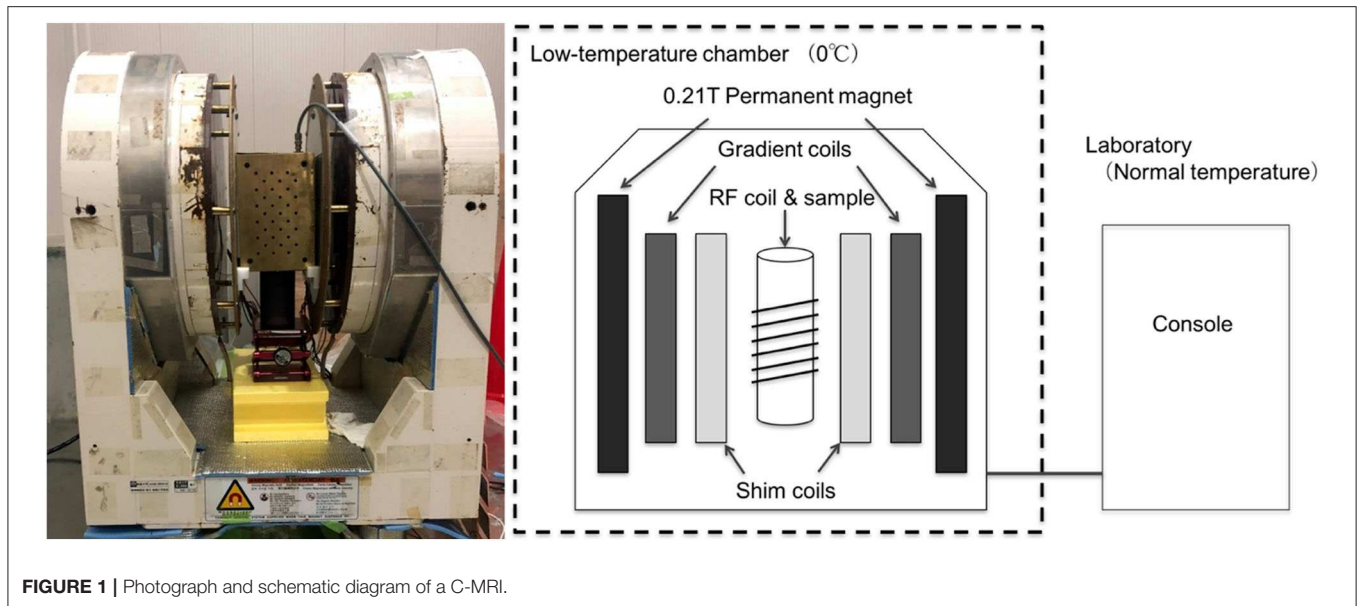 Low-temperature chamber （0℃）
0.21T Permanent magnet
Gradient coils
RF coil & sample
Shim coils
Laboratory
（Normal temperature）
Console
FIGURE 1 | Photograph and schematic diagram of a C-MRI.